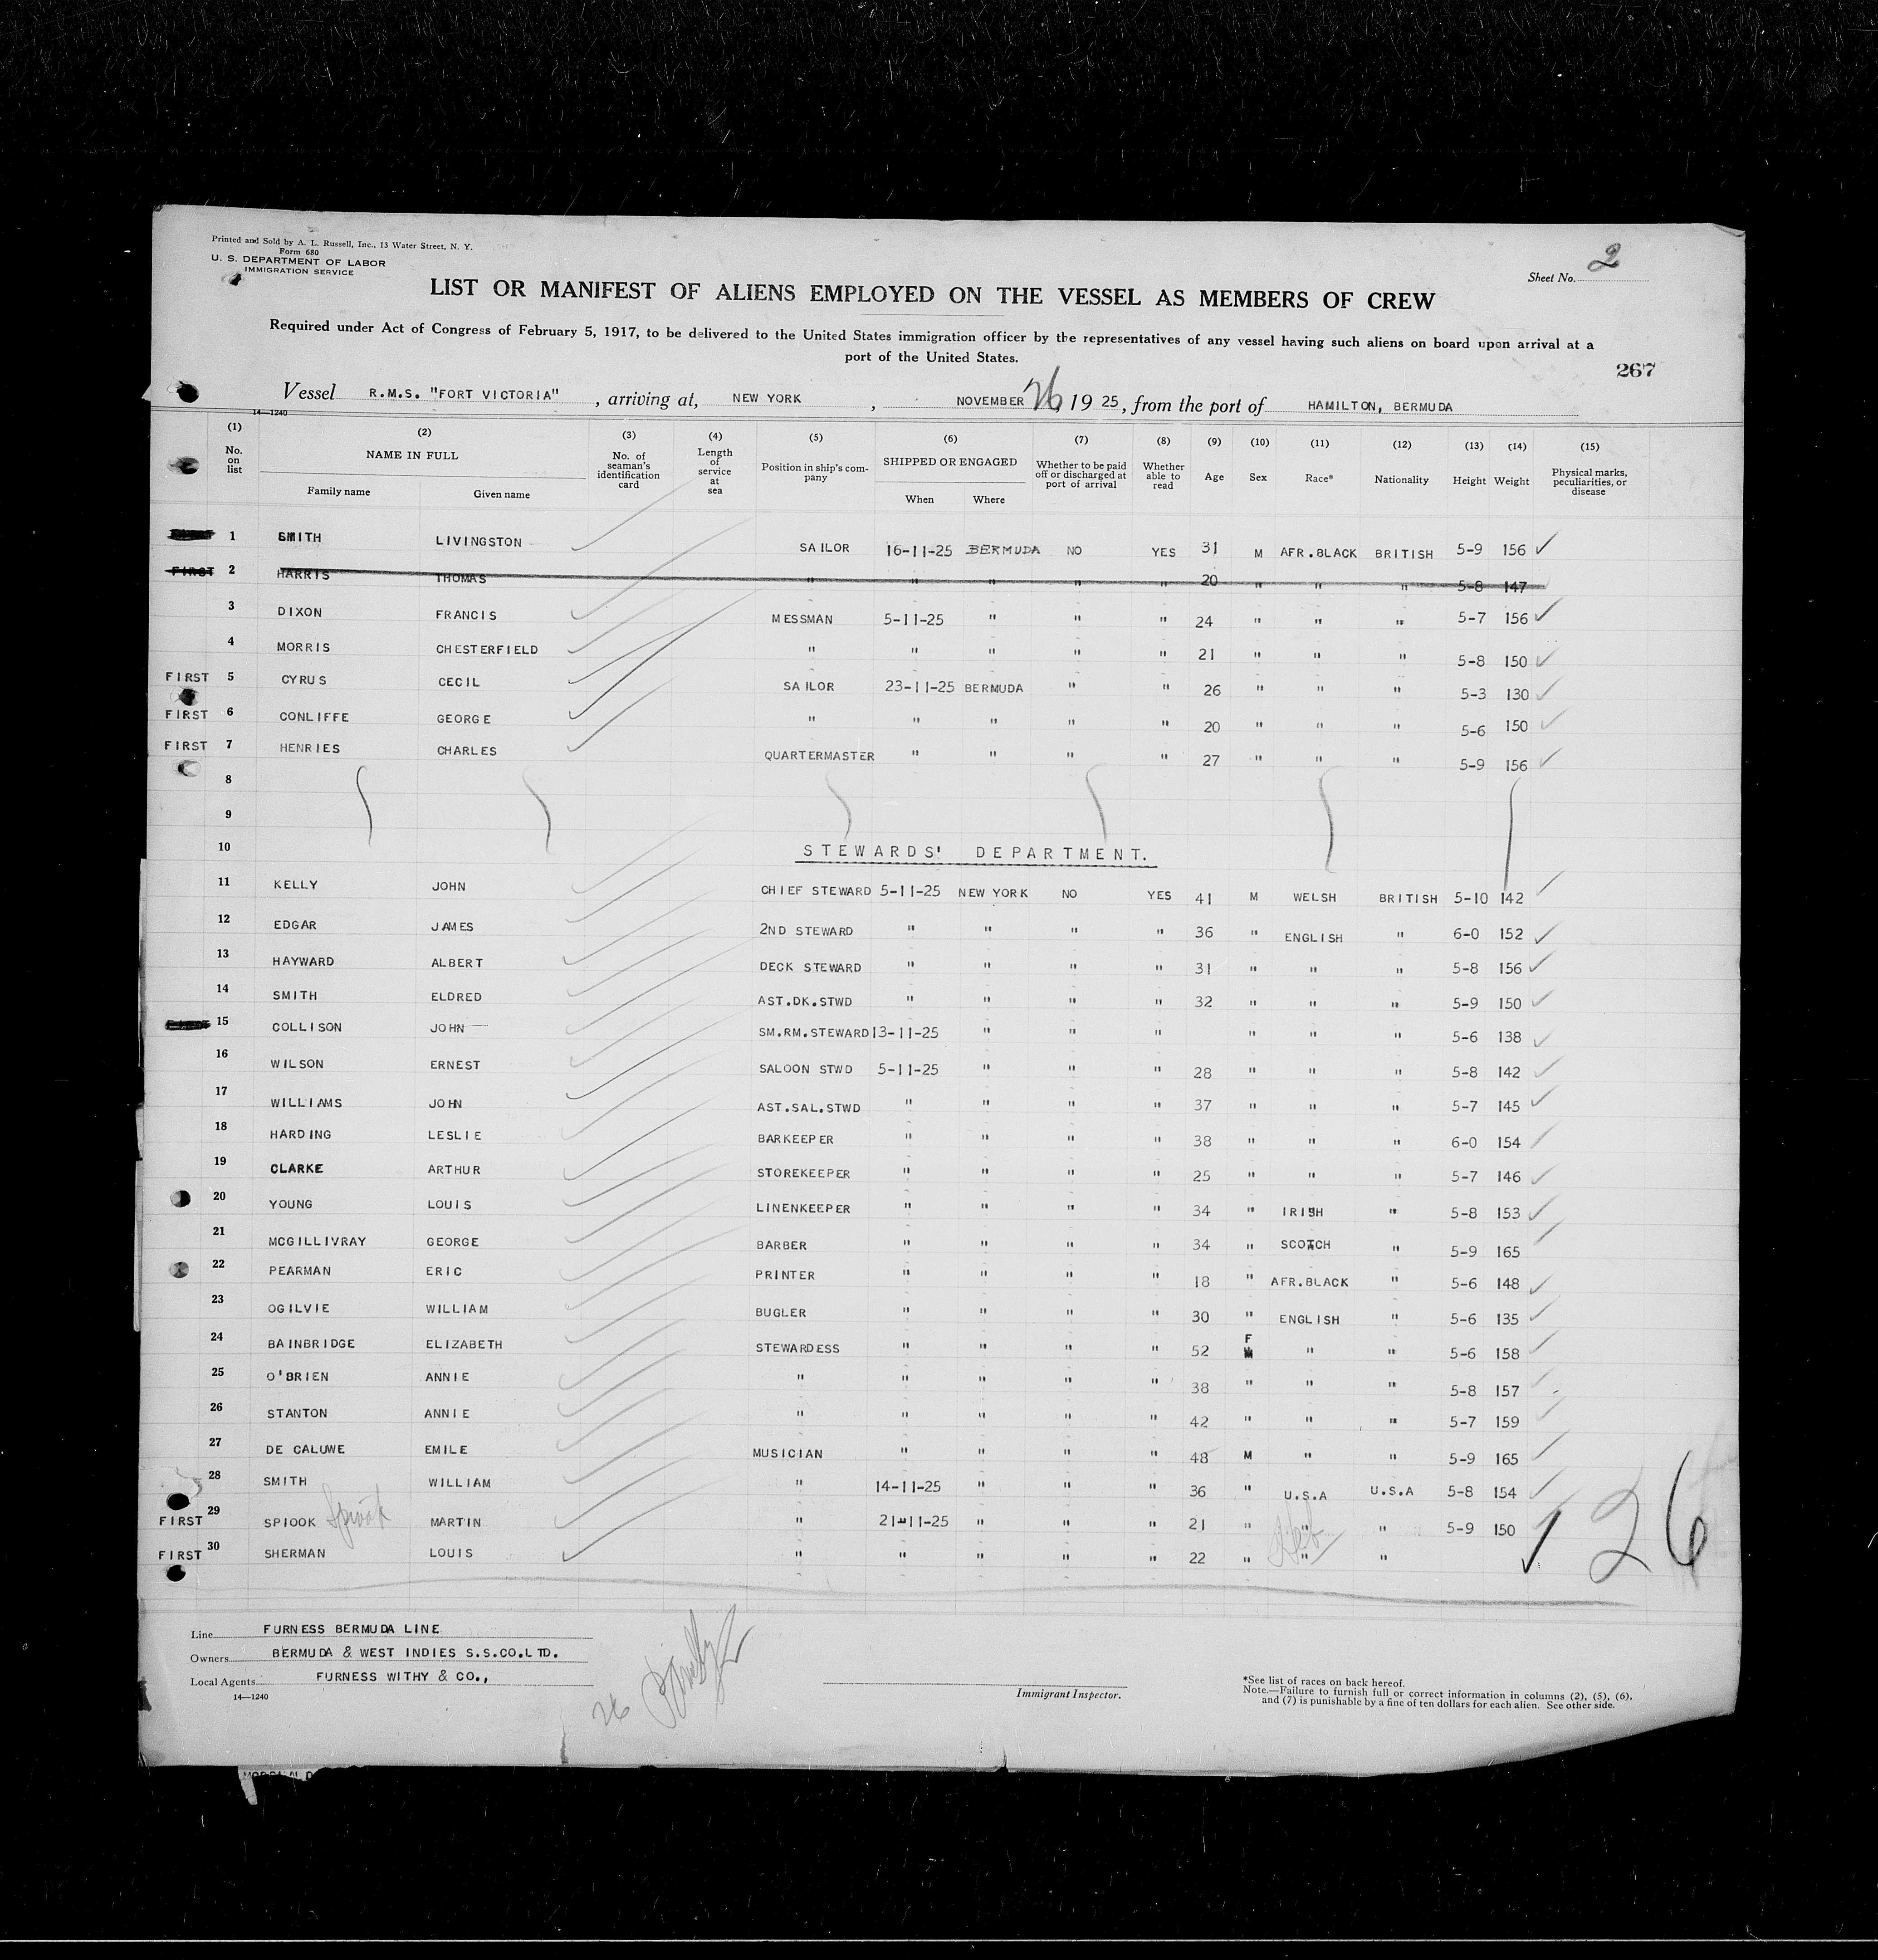 Printed and Sold by A. L. Russell, Inc., 13 Water Street, N. Y.
Form 680
U. S. DEPARTMENT OF LABOR
IMMIGRATION SERVICE
Sheet No. 2
LIST OR MANIFEST OF ALIENS EMPLOYED ON THE VESSEL AS MEMBERS OF CREW
Required under Act of Congress of February 5, 1917, to be delivered to the United States immigration officer by the representatives of any vessel having such aliens on board upon arrival at a
port of the United States.
267
Vessel R.M.S. "FORT VICTORIA", arriving at, NEW YORK, NOVEMBER 26, 1925, from the port of HAMILTON, BERMUDA
14—1240
(1) (2) (3) (4) (5) (6) (7) (8) (9) (10) (11) (12) (13) (14) (15)
No. on list NAME IN FULL Family name Given name No. of seaman's identification card Length of service at sea Position in ship's company SHIPPED OR ENGAGED When Where Whether to be paid off or discharged at port of arrival Whether able to read Age Sex Race* Nationality Height Weight Physical marks, peculiarities, or disease
1 SMITH LIVINGSTON SAILOR 16-11-25 BERMUDA NO YES 31 M AFR.BLACK BRITISH 5-9 156
FIRST 2 HARRIS THOMAS " " " " " 20 " " " 5-8 147
3 DIXON FRANCIS MESSMAN 5-11-25 " " " 24 " " " 5-7 156
4 MORRIS CHESTERFIELD " " " " " 21 " " " 5-8 150
FIRST 5 CYRUS CECIL SAILOR 23-11-25 BERMUDA " " 26 " " " 5-3 130
FIRST 6 CONLIFFE GEORGE " " " " " 20 " " " 5-6 150
FIRST 7 HENRIES CHARLES QUARTERMASTER " " " " 27 " " " 5-9 156
8
9
10 STEWARDS' DEPARTMENT.
11 KELLY JOHN CHIEF STEWARD 5-11-25 NEW YORK NO YES 41 M WELSH BRITISH 5-10 142
12 EDGAR JAMES 2ND STEWARD " " " " 36 " ENGLISH " 6-0 152
13 HAYWARD ALBERT DECK STEWARD " " " " 31 " " " 5-8 156
14 SMITH ELDRED AST.DK.STWD " " " " 32 " " " 5-9 150
15 COLLISON JOHN SM.RM.STEWARD 13-11-25 " " " " " " 5-6 138
16 WILSON ERNEST SALOON STWD 5-11-25 " " " 28 " " " 5-8 142
17 WILLIAMS JOHN AST.SAL.STWD " " " " 37 " " " 5-7 145
18 HARDING LESLIE BARKEEPER " " " " 38 " " " 6-0 154
19 CLARKE ARTHUR STOREKEEPER " " " " 25 " " " 5-7 146
20 YOUNG LOUIS LINENKEEPER " " " " 34 " IRISH " 5-8 153
21 MCGILLIVRAY GEORGE BARBER " " " " 34 " SCOTCH " 5-9 165
22 PEARMAN ERIC PRINTER " " " " 18 " AFR.BLACK " 5-6 148
23 OGILVIE WILLIAM BUGLER " " " " 30 " ENGLISH " 5-6 135
24 BAINBRIDGE ELIZABETH STEWARDESS " " " " 52 F " " 5-6 158
25 O'BRIEN ANNIE " " " " " 38 " " " 5-8 157
26 STANTON ANNIE " " " " " 42 " " " 5-7 159
27 DE CALUWE EMILE MUSICIAN " " " " 48 M " " 5-9 165
28 SMITH WILLIAM " 14-11-25 " " " 36 " U.S.A U.S.A 5-8 154
FIRST 29 SPIOOK Spiook MARTIN " 21-11-25 " " " 21 " " Heb " 5-9 150
FIRST 30 SHERMAN LOUIS " " " " " 22 " " "
26
Line FURNESS BERMUDA LINE
Owners BERMUDA & WEST INDIES S.S.CO.LTD.
Local Agents FURNESS WITHY & CO.,
14—1240
26
Immigrant Inspector.
*See list of races on back hereof.
Note.—Failure to furnish full or correct information in columns (2), (5), (6),
and (7) is punishable by a fine of ten dollars for each alien. See other side.